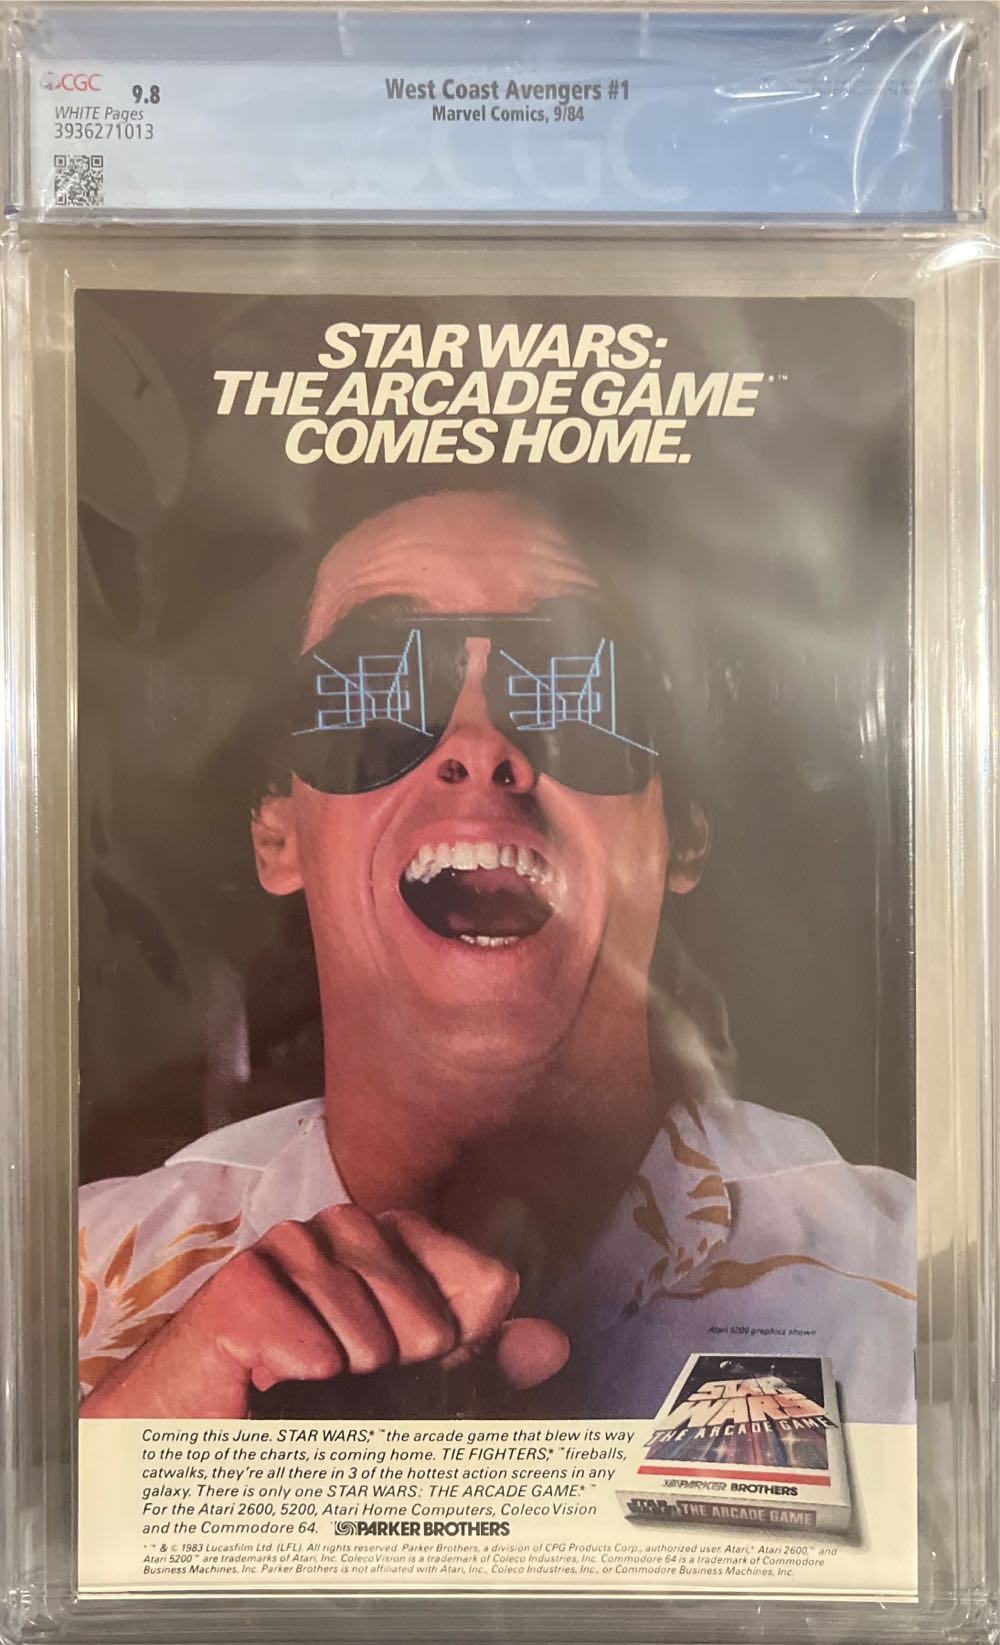 CGC 9.8
WHITE Pages
3936271013
West Coast Avengers #1
Marvel Comics, 9/84
STAR WARS:
THE ARCADE GAME*™
COMES HOME.
Atari 5200 graphics shown
STAR
WARS
THE ARCADE GAME
PARKER BROTHERS
STAR WARS THE ARCADE GAME
Coming this June. STAR WARS,*™ the arcade game that blew its way
to the top of the charts, is coming home. TIE FIGHTERS,*™ fireballs,
catwalks, they're all there in 3 of the hottest action screens in any
galaxy. There is only one STAR WARS: THE ARCADE GAME.*™
For the Atari 2600, 5200, Atari Home Computers, ColecoVision
and the Commodore 64. PARKER BROTHERS
*™ & © 1983 Lucasfilm Ltd. (LFL). All rights reserved. Parker Brothers, a division of CPG Products Corp., authorized user. Atari,® Atari 2600,™ and
Atari 5200™ are trademarks of Atari, Inc. ColecoVision is a trademark of Coleco Industries, Inc. Commodore 64 is a trademark of Commodore
Business Machines, Inc. Parker Brothers is not affiliated with Atari, Inc., Coleco Industries, Inc., or Commodore Business Machines, Inc.